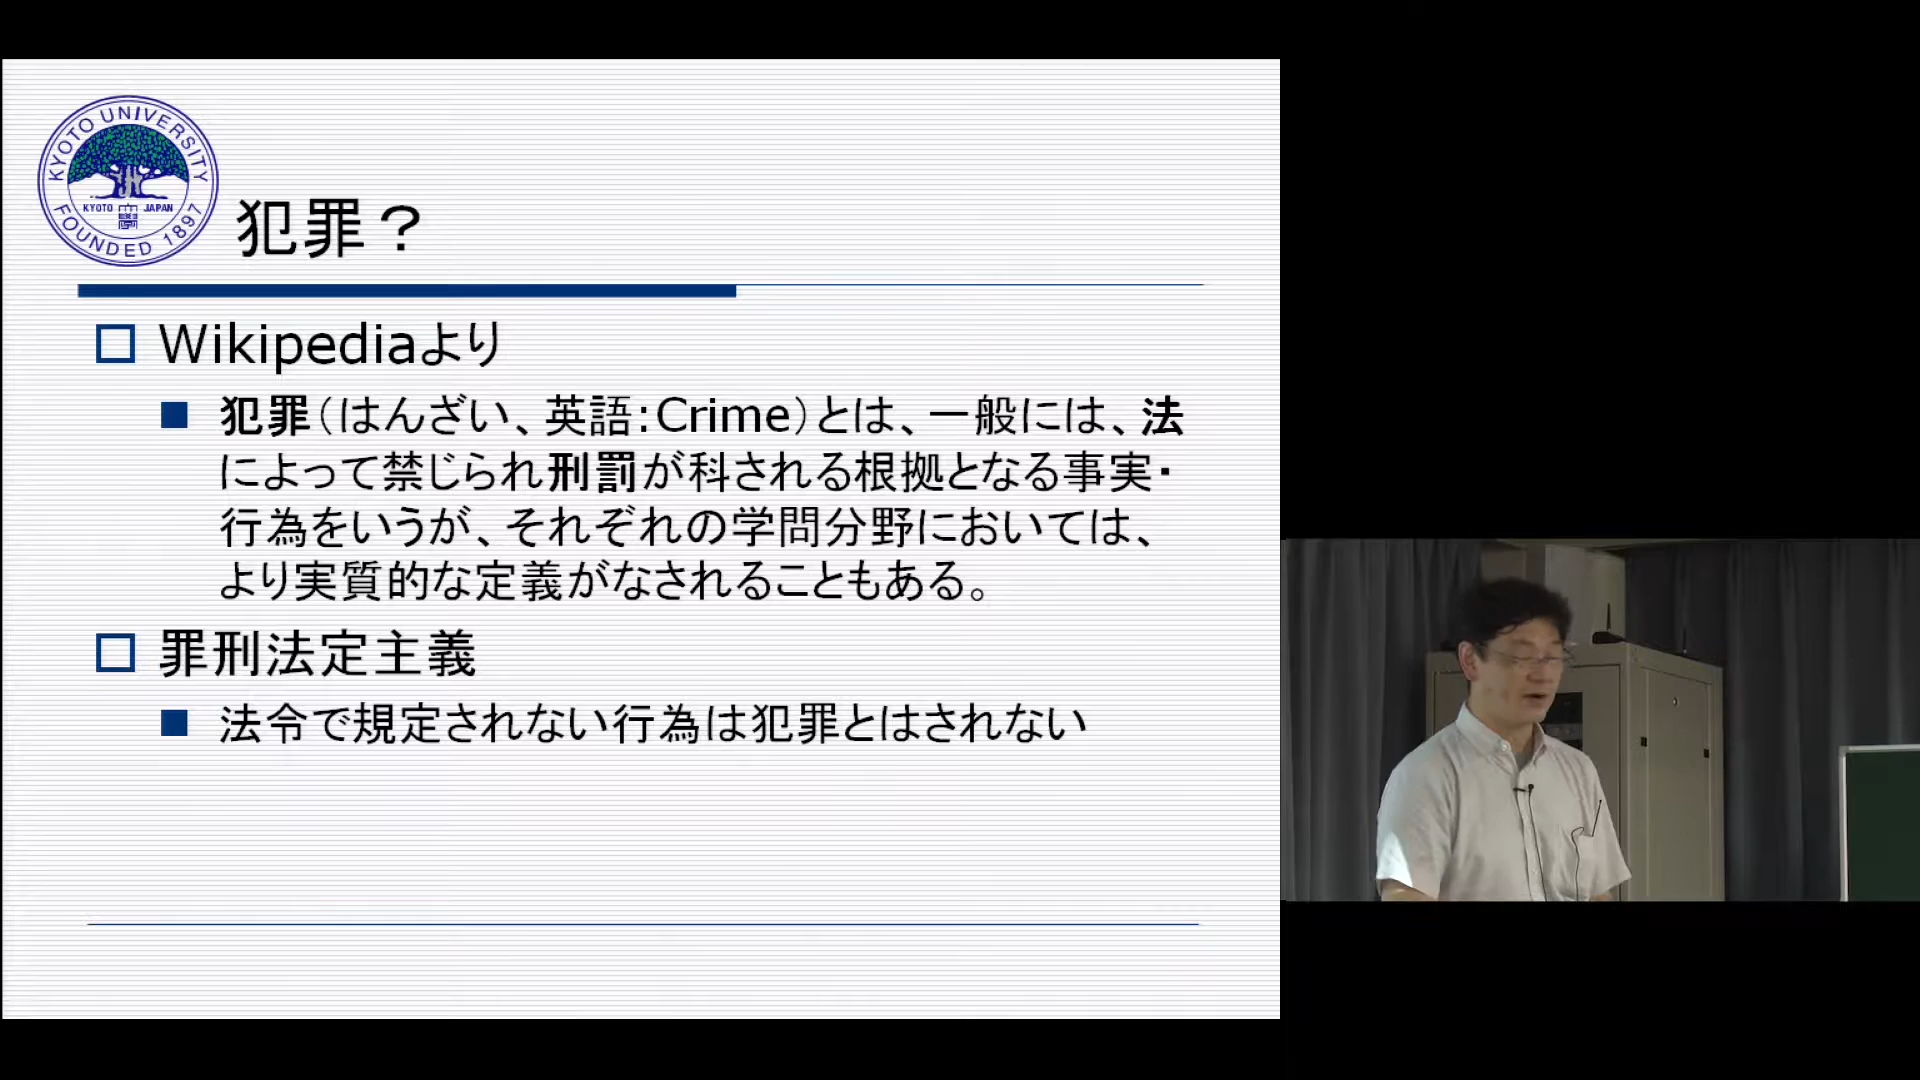 KYOTO UNIVERSITY
KYOTO JAPAN
FOUNDED 1897
犯罪？
Wikipediaより
犯罪（はんざい、英語：Crime）とは、一般には、法
によって禁じられ刑罰が科される根拠となる事実・
行為をいうが、それぞれの学問分野においては、
より実質的な定義がなされることもある。
罪刑法定主義
法令で規定されない行為は犯罪とはされない